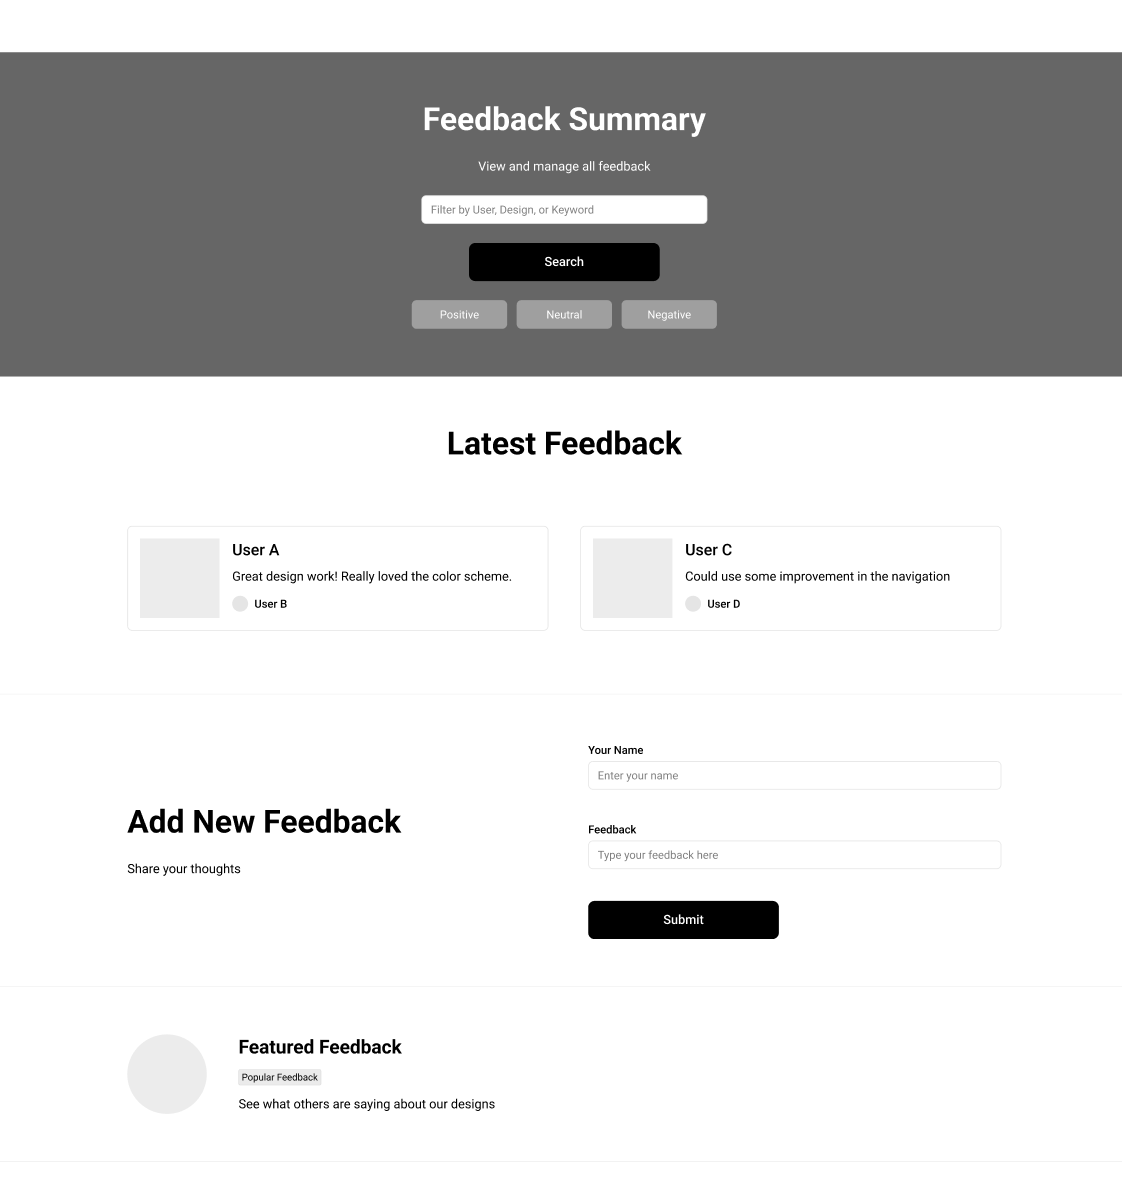 Feedback Summary
View and manage all feedback
Filter by User, Design, or Keyword
Search
Positive
Neutral
Negative
Latest Feedback
User A
Great design work! Really loved the color scheme.
User B
User C
Could use some improvement in the navigation
User D
Add New Feedback
Share your thoughts
Your Name
Enter your name
Feedback
Type your feedback here
Submit
Featured Feedback
Popular Feedback
See what others are saying about our designs